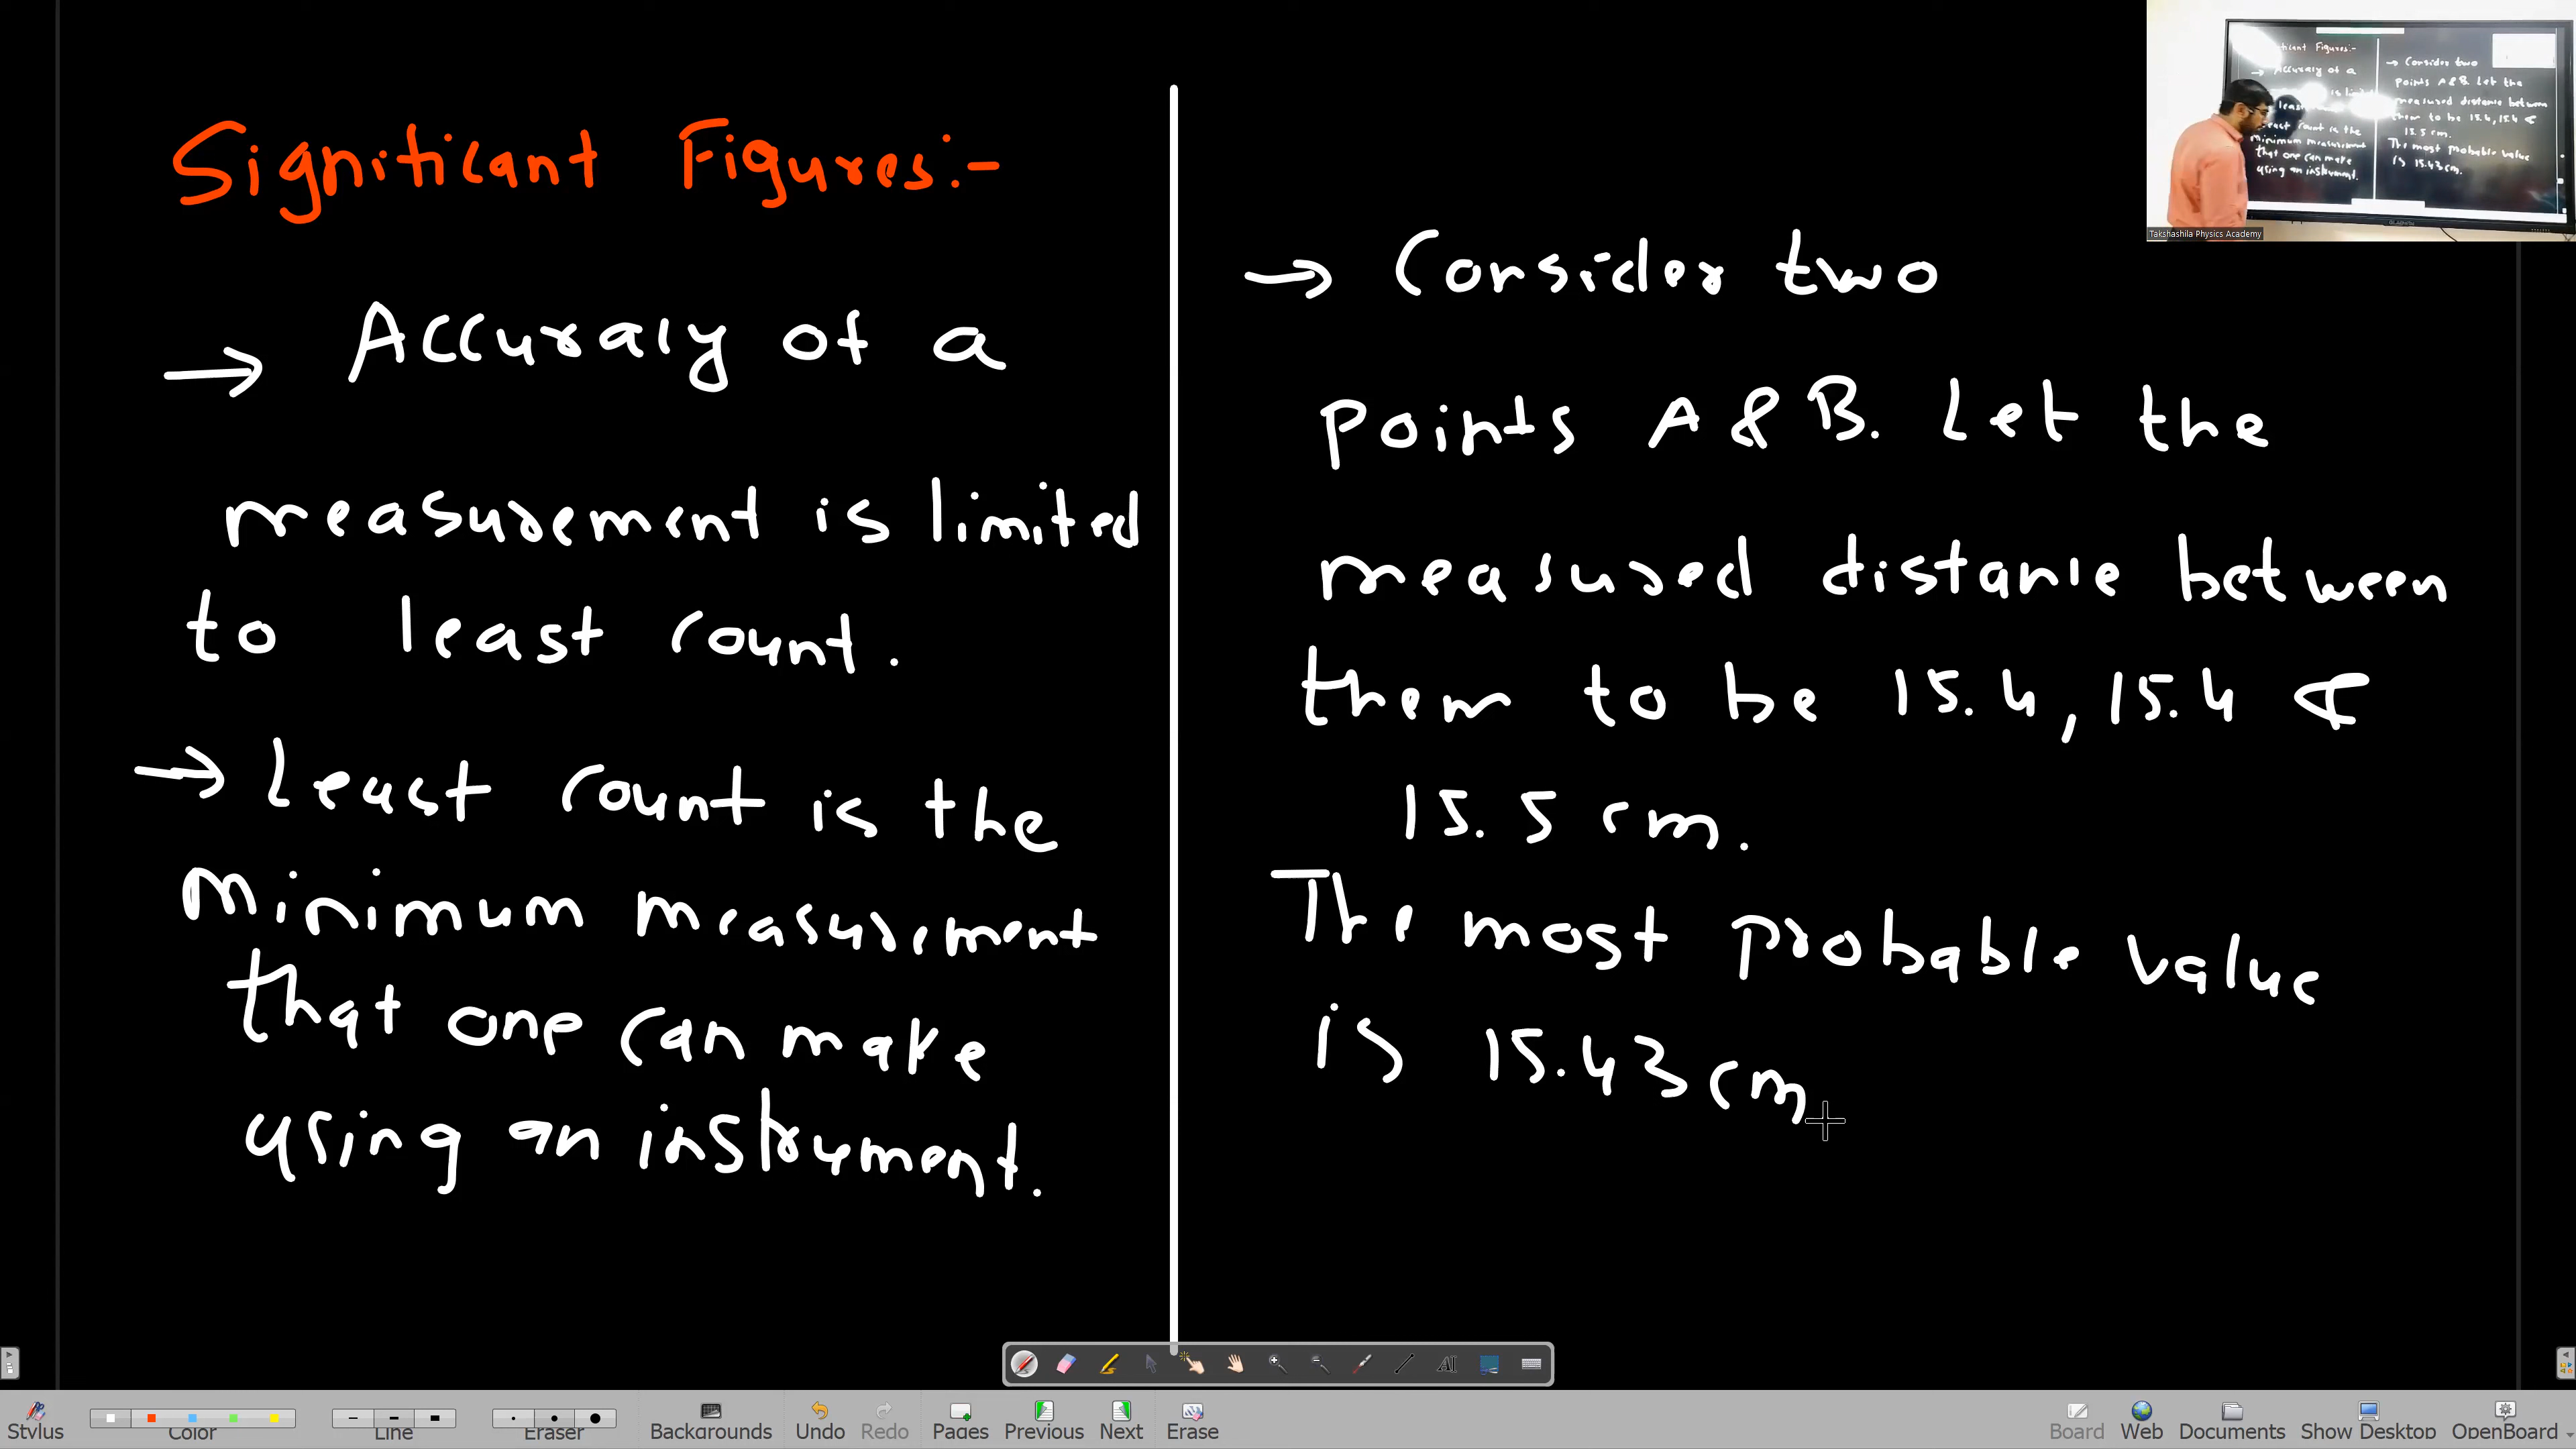 Significant Figures:-
→ Accuracy of a
measurement is limited
to least count.
→ Least count is the
minimum measurement
that one can make
using an instrument.
→ Consider two
points A & B. Let the
measured distance between
them to be 15.4, 15.4 &
15.5 cm.
The most probable value
is 15.43 cm
Takshashila Physics Academy
Stylus
Color
Line
Eraser
Backgrounds
Undo
Redo
Pages
Previous
Next
Erase
Board
Web
Documents
Show Desktop
OpenBoard